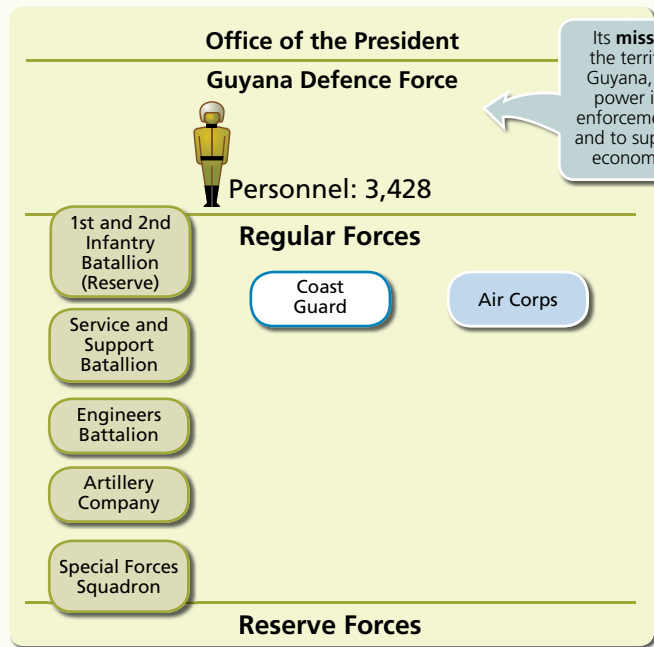 Office of the President
Guyana Defence Force
Its
the
Guyana,
power
and to
Personnel: 3,428
Regular Forces
1st and 2nd
Infantry
Batallion
(Reserve)
Coast
Guard
Air Corps
Service and
Support
Batallion
Engineers
Battalion
Artillery
Company
Special Forces
Squadron
Reserve Forces